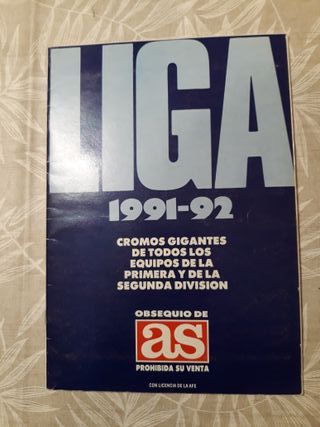 LIGA
1991-92
CROMOS GIGANTES
DE TODOS LOS
EQUIPOS DE LA
PRIMERA Y DE LA
SEGUNDA DIVISION
OBSEQUIO DE
as
PROHIBIDA SU VENTA
CON LICENCIA DE LA AFE